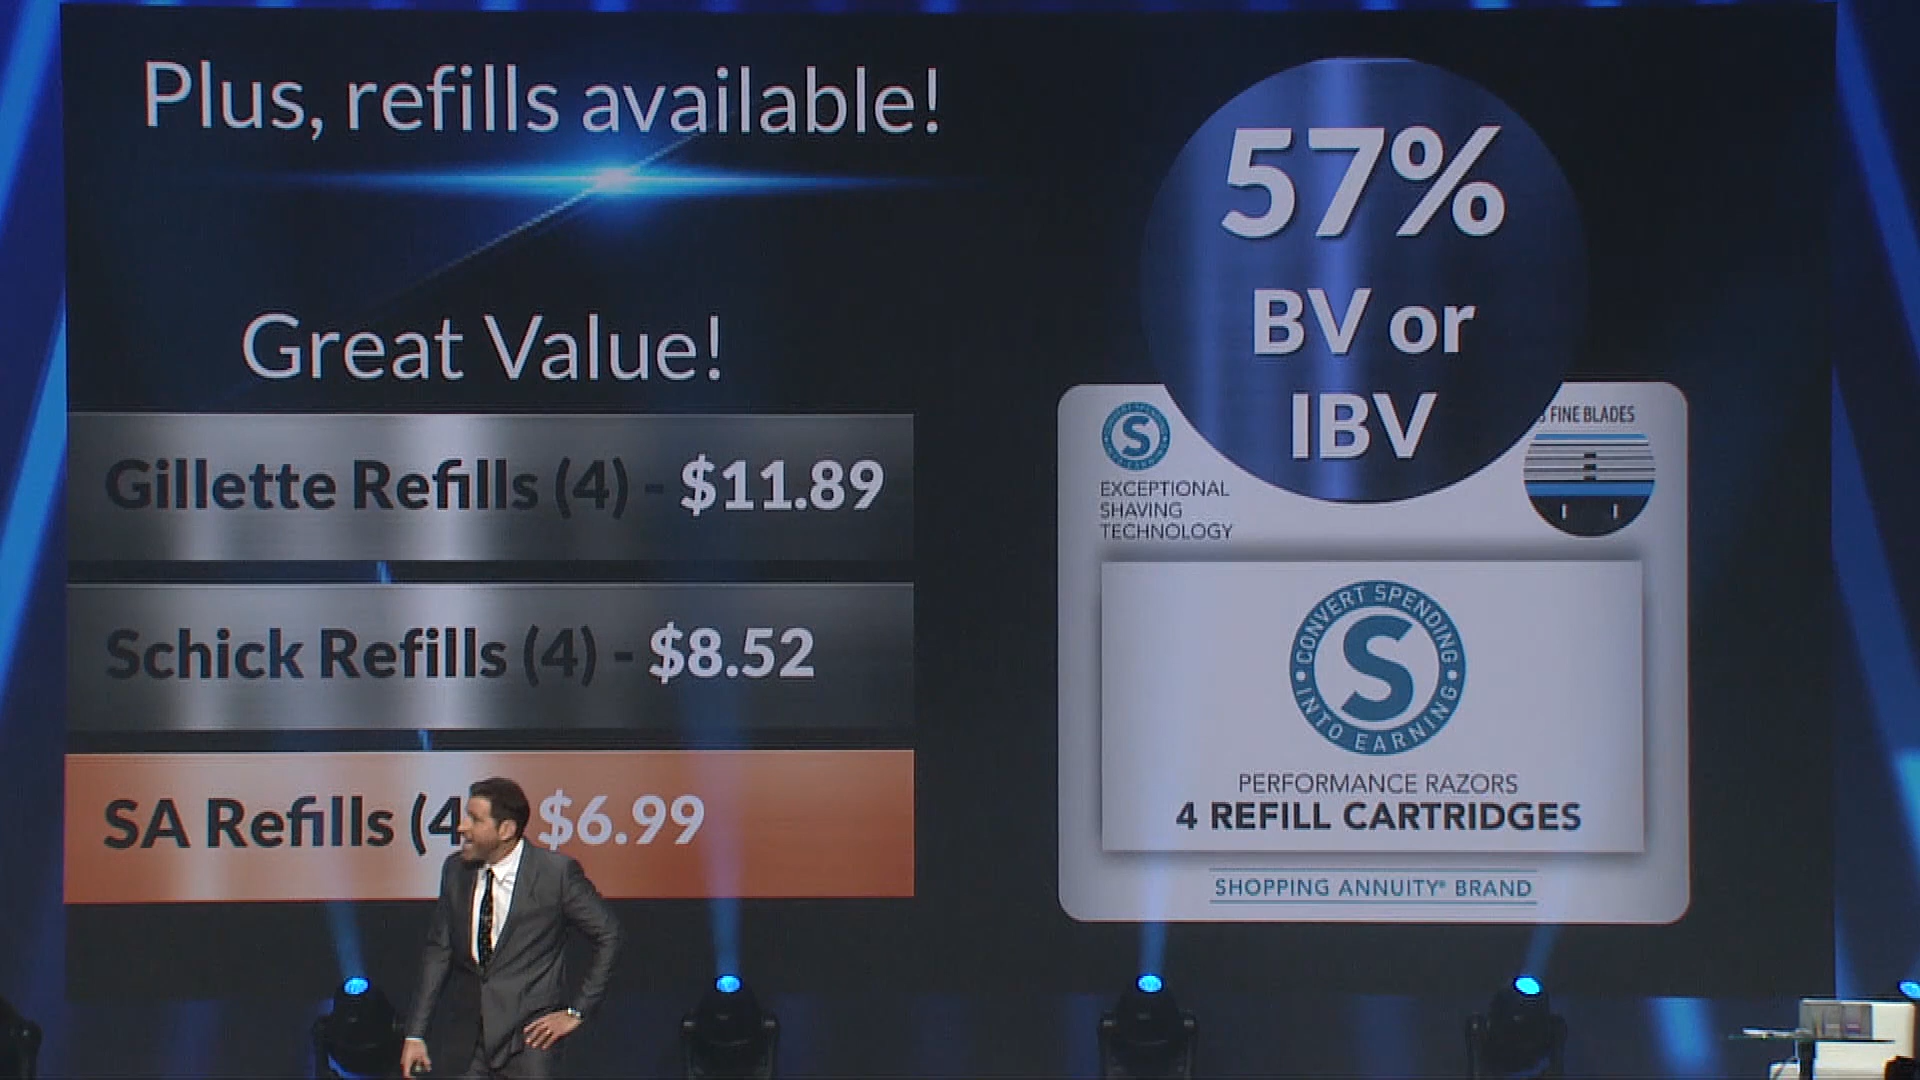 Plus, refills available!
Great Value!
Gillette Refills (4) - $11.89
Schick Refills (4) - $8.52
SA Refills (4 $6.99
57%
BV or
IBV
S
EXCEPTIONAL
SHAVING
TECHNOLOGY
FINE BLADES
CONVERT SPENDING
S
• INTO EARNING •
PERFORMANCE RAZORS
4 REFILL CARTRIDGES
SHOPPING ANNUITY® BRAND